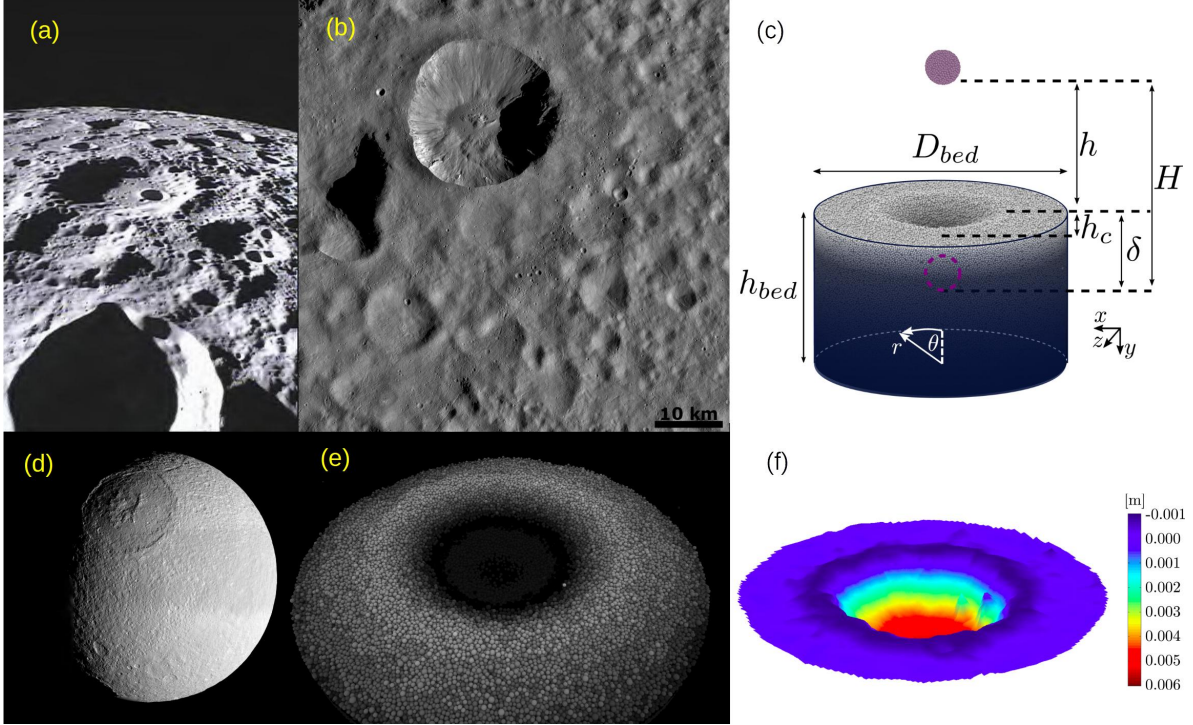 (a)
(b)
10 km
(c)
h
H
D_bed
h_c
δ
h_bed
r
θ
x
z
y
(d)
(e)
(f)
[m]
-0.001
0.000
0.001
0.002
0.003
0.004
0.005
0.006